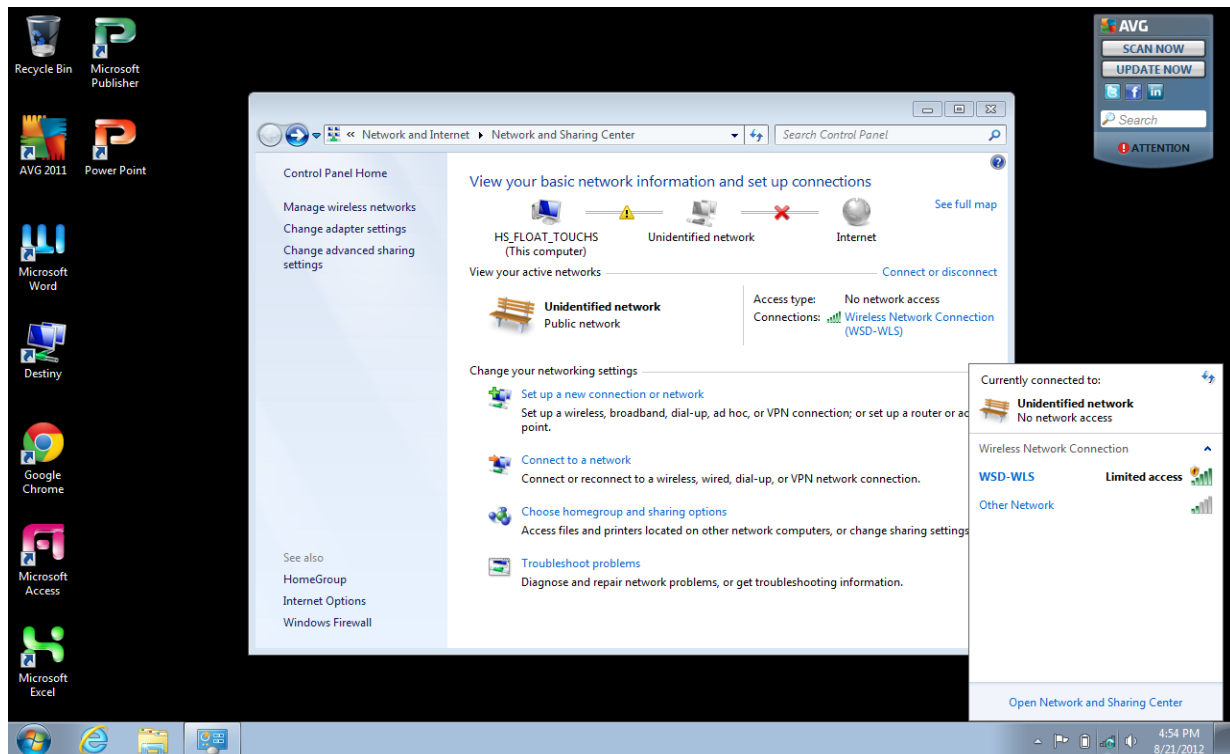 Recycle Bin
Microsoft
Publisher
AVG 2011
Power Point
Microsoft
Word
Destiny
Google
Chrome
Microsoft
Access
Microsoft
Excel
AVG
SCAN NOW
UPDATE NOW
Search
ATTENTION
« Network and Internet Network and Sharing Center
Search Control Panel
Control Panel Home
Manage wireless networks
Change adapter settings
Change advanced sharing
settings
See also
HomeGroup
Internet Options
Windows Firewall
View your basic network information and set up connections
See full map
HS_FLOAT_TOUCHS
(This computer)
Unidentified network
Internet
View your active networks
Connect or disconnect
Unidentified network
Public network
Access type: No network access
Connections: Wireless Network Connection
(WSD-WLS)
Change your networking settings
Set up a new connection or network
Set up a wireless, broadband, dial-up, ad hoc, or VPN connection; or set up a router or ac
point.
Connect to a network
Connect or reconnect to a wireless, wired, dial-up, or VPN network connection.
Choose homegroup and sharing options
Access files and printers located on other network computers, or change sharing settings
Troubleshoot problems
Diagnose and repair network problems, or get troubleshooting information.
Currently connected to:
Unidentified network
No network access
Wireless Network Connection
WSD-WLS Limited access
Other Network
Open Network and Sharing Center
4:54 PM
8/21/2012